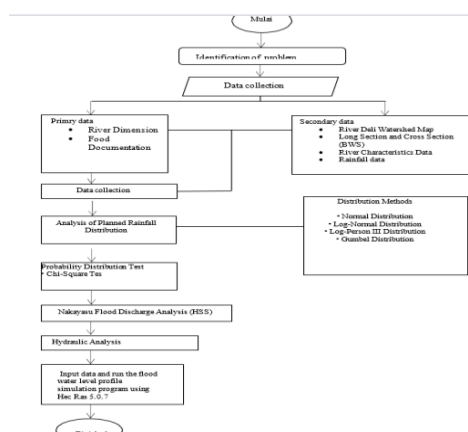 Mulai
Identification of problem
Data collection
Primry data
• River Dimension
• Food
Documentation
Secondary data
• River Deli Watershed Map
• Long Section and Cross Section
(BWS)
• River Characteristics Data
• Rainfall data
Data collection
Analysis of Planned Rainfall
Distribution
Distribution Methods
• Normal Distribution
• Log-Normal Distribution
• Log-Person III Distribution
• Gumbel Distribution
Probability Distribution Test
• Chi-Square Tes
Nakayasu Flood Discharge Analysis (HSS)
Hydraulic Analysis
Input data and run the flood
water level profile
simulation program using
Hec Ras 5.0.7